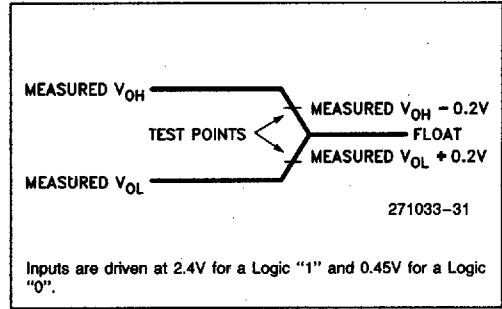 MEASURED VOH
MEASURED VOH – 0.2V
TEST POINTS
FLOAT
MEASURED VOL + 0.2V
MEASURED VOL
271033–31
Inputs are driven at 2.4V for a Logic “1” and 0.45V for a Logic
“0”.